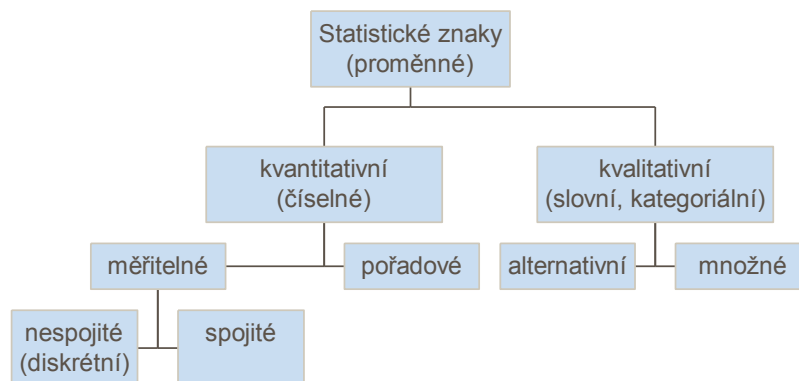 Statistické znaky
(proměnné)
kvantitativní
(číselné)
kvalitativní
(slovní, kategoriální)
měřitelné
pořadové
alternativní
množné
nespojité
(diskrétní)
spojité